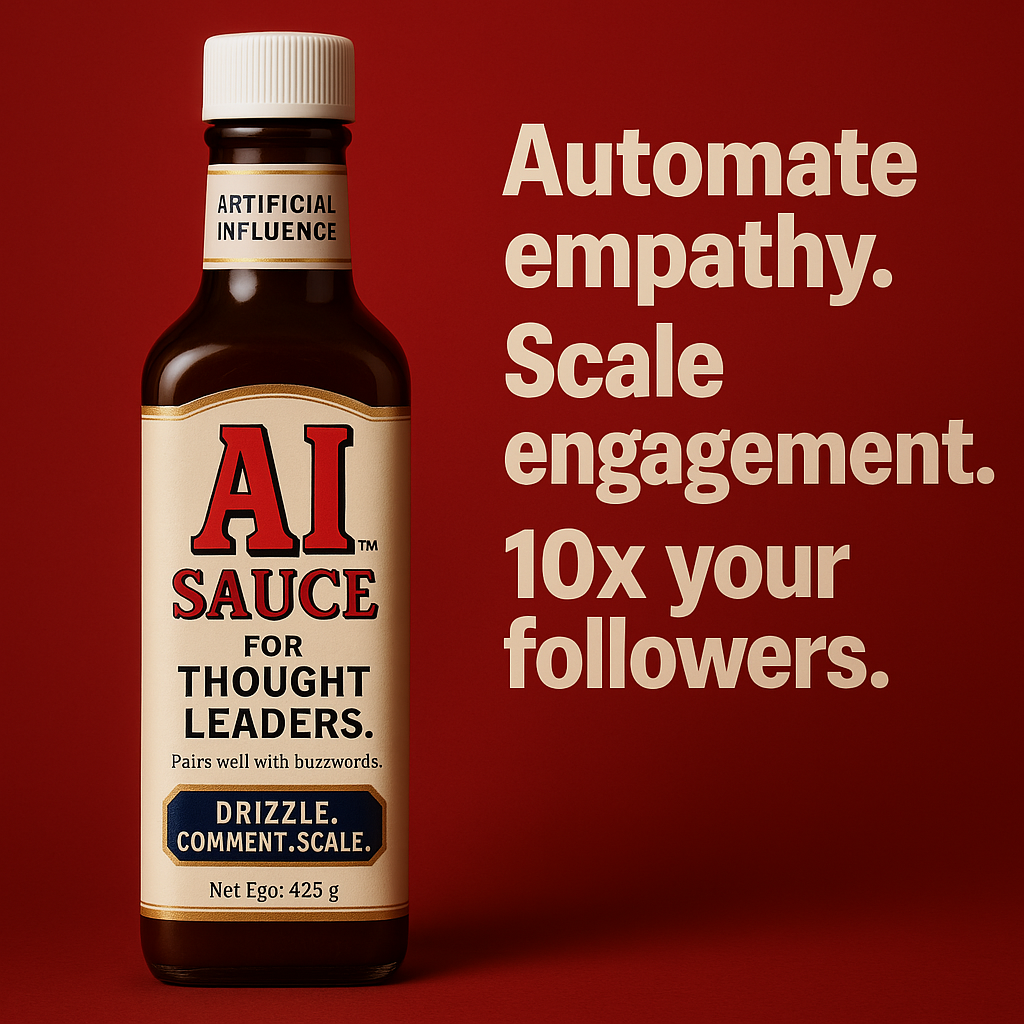 ARTIFICIAL
INFLUENCE
AI™
SAUCE
FOR
THOUGHT
LEADERS.
Pairs well with buzzwords.
DRIZZLE.
COMMENT.SCALE.
Net Ego: 425 g
Automate
empathy.
Scale
engagement.
10x your
followers.